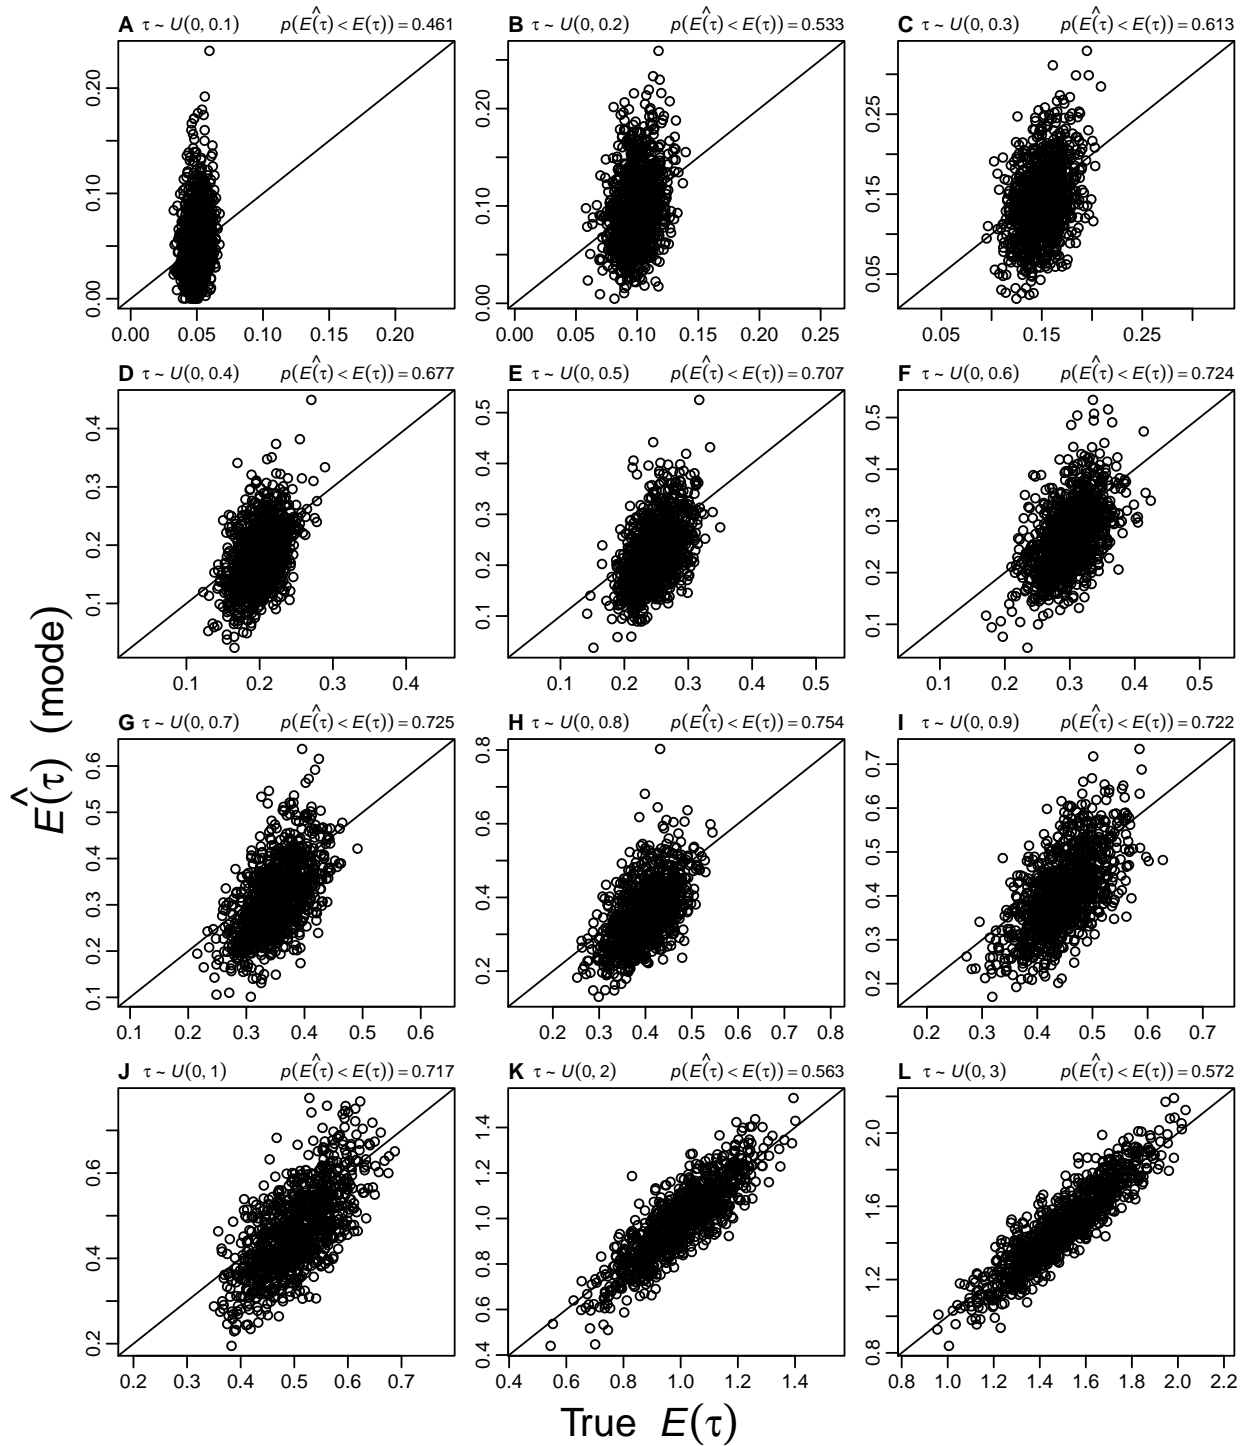 A τ ~ U(0, 0.1) p(Ê(τ) < E(τ)) = 0.461
B τ ~ U(0, 0.2) p(Ê(τ) < E(τ)) = 0.533
C τ ~ U(0, 0.3) p(Ê(τ) < E(τ)) = 0.613
0.20
0.10
0.00
0.00 0.05 0.10 0.15 0.20
0.20
0.10
0.00
0.00 0.05 0.10 0.15 0.20 0.25
0.25
0.15
0.05
0.05 0.15 0.25
D τ ~ U(0, 0.4) p(Ê(τ) < E(τ)) = 0.677
E τ ~ U(0, 0.5) p(Ê(τ) < E(τ)) = 0.707
F τ ~ U(0, 0.6) p(Ê(τ) < E(τ)) = 0.724
0.4
0.3
0.2
0.1
0.1 0.2 0.3 0.4
0.5
0.4
0.3
0.2
0.1
0.1 0.2 0.3 0.4 0.5
0.5
0.4
0.3
0.2
0.1
0.1 0.2 0.3 0.4 0.5
Ê(τ) (mode)
G τ ~ U(0, 0.7) p(Ê(τ) < E(τ)) = 0.725
H τ ~ U(0, 0.8) p(Ê(τ) < E(τ)) = 0.754
I τ ~ U(0, 0.9) p(Ê(τ) < E(τ)) = 0.722
0.6
0.5
0.4
0.3
0.2
0.1
0.1 0.2 0.3 0.4 0.5 0.6
0.8
0.6
0.4
0.2
0.2 0.3 0.4 0.5 0.6 0.7 0.8
0.7
0.6
0.5
0.4
0.3
0.2
0.2 0.3 0.4 0.5 0.6 0.7
J τ ~ U(0, 1) p(Ê(τ) < E(τ)) = 0.717
K τ ~ U(0, 2) p(Ê(τ) < E(τ)) = 0.563
L τ ~ U(0, 3) p(Ê(τ) < E(τ)) = 0.572
0.6
0.4
0.2
0.2 0.3 0.4 0.5 0.6 0.7
1.4
1.2
1.0
0.8
0.6
0.4
0.4 0.6 0.8 1.0 1.2 1.4
2.0
1.6
1.2
0.8
0.8 1.0 1.2 1.4 1.6 1.8 2.0 2.2
True E(τ)